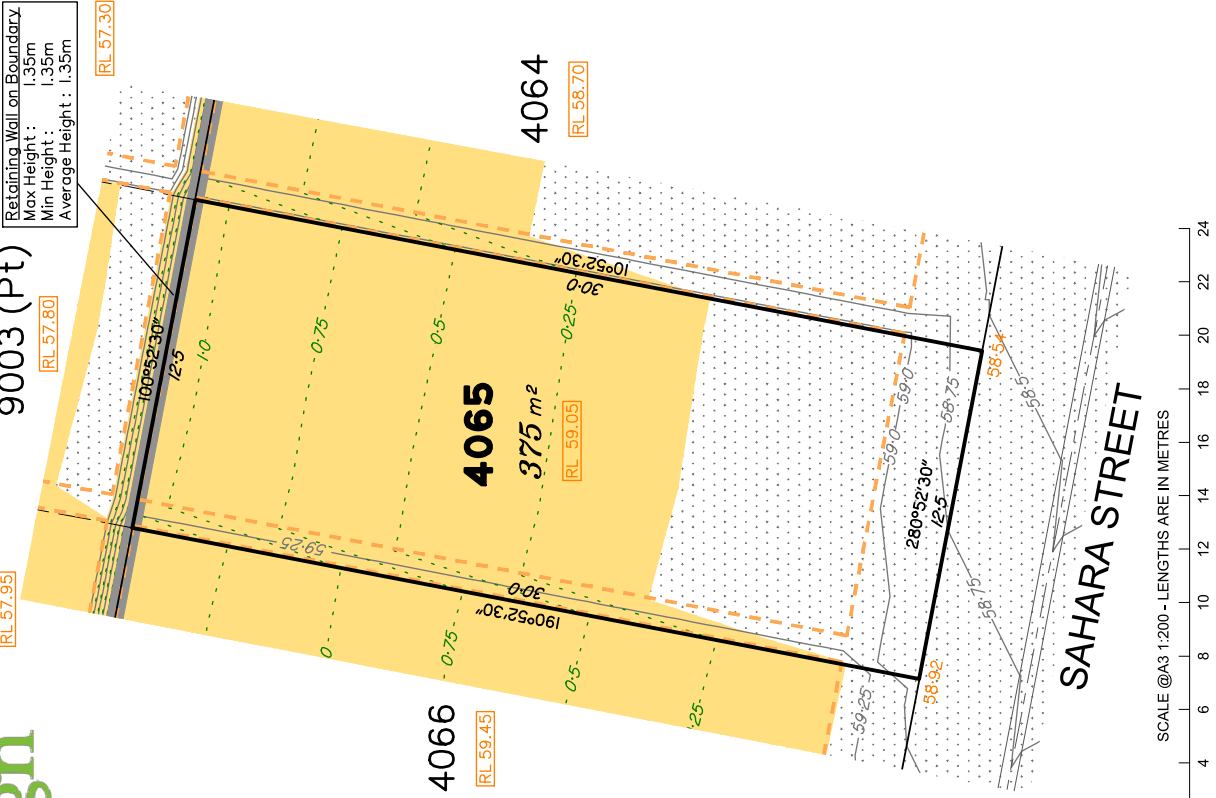 Retaining Wall on Boundary
Max Height : 1.35m
Min Height : 1.35m
Average Height : 1.35m
RL 57.30
9003 (Pt)
RL 57.80
RL 57.95
4064
RL 58.70
100°52'30"
12·5
10°52'30"
30·0
1·0
0·75
0·5
0·25
4065
375 m²
RL 59.05
59·25
30·0
190°52'30"
0
0·75
0·5
·25
4066
RL 59.45
59·0
59·0
58·75
280°52'30"
12·5
58·54
58·5
58·75
58·92
59·25
SAHARA STREET
SCALE @A3 1:200 - LENGTHS ARE IN METRES
4 6 8 10 12 14 16 18 20 22 24
gn